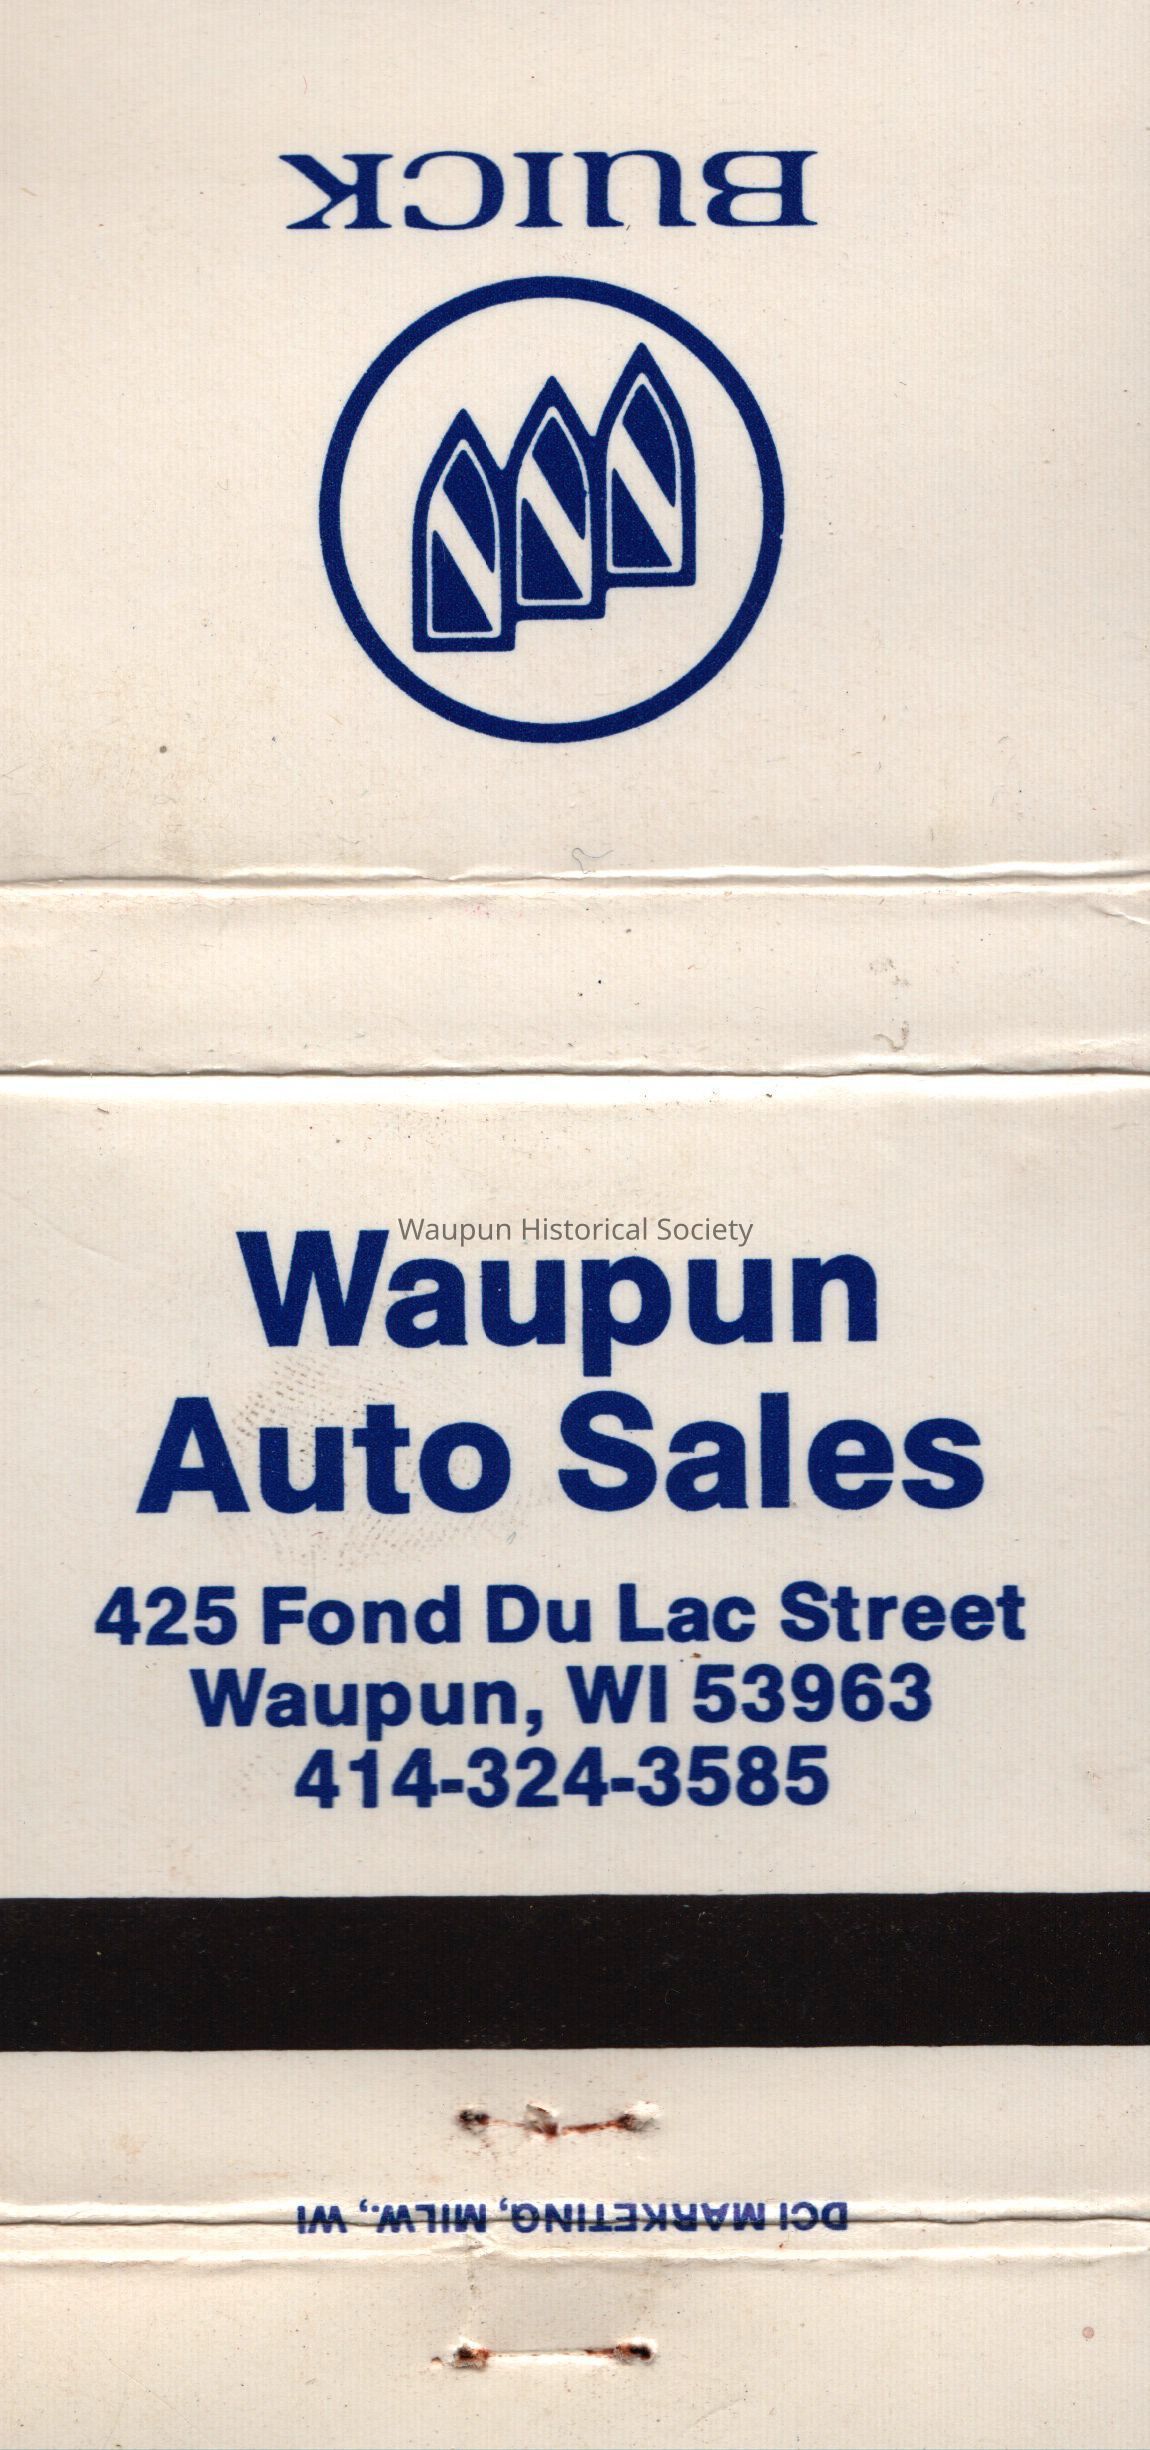 BUICK
Waupun Historical Society
Waupun
Auto Sales
425 Fond Du Lac Street
Waupun, WI 53963
414-324-3585
DCI MARKETING, MILW., WI